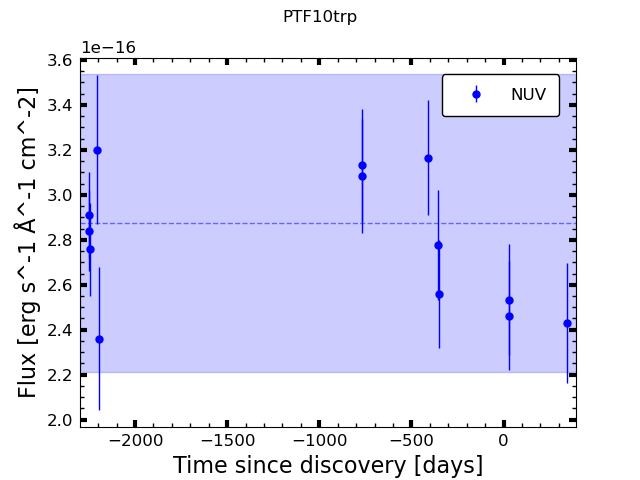 PTF10trp
1e−16
3.6
3.4
3.2
3.0
2.8
2.6
2.4
2.2
2.0
Flux [erg s^-1 Å^-1 cm^-2]
NUV
−2000 −1500 −1000 −500 0
Time since discovery [days]